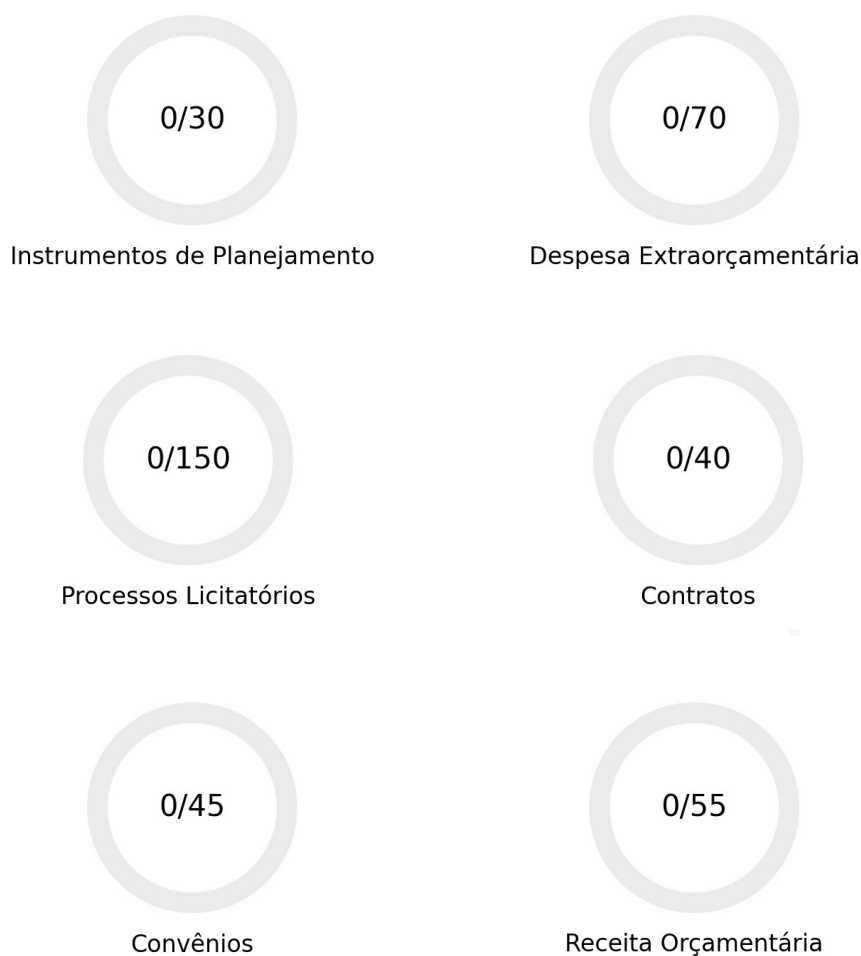 0/30
Instrumentos de Planejamento
0/70
Despesa Extraorçamentária
0/150
Processos Licitatórios
0/40
Contratos
0/45
Convênios
0/55
Receita Orçamentária